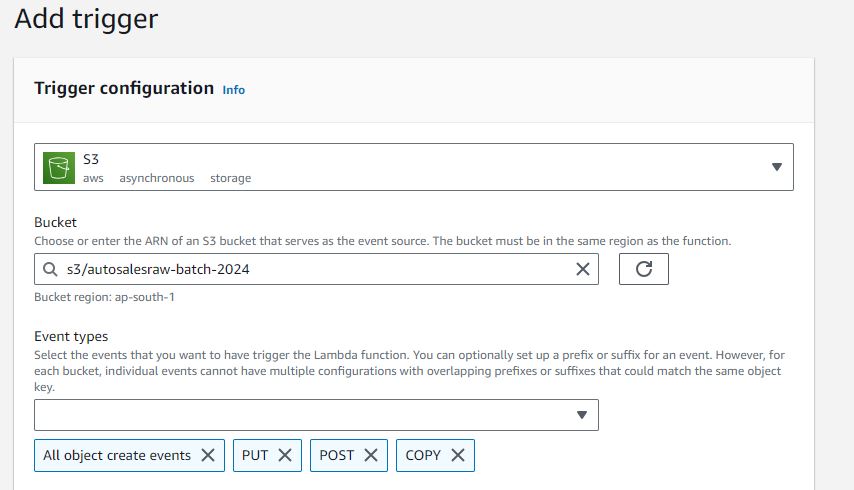 Add trigger
Trigger configuration Info
S3
aws asynchronous storage
Bucket
Choose or enter the ARN of an S3 bucket that serves as the event source. The bucket must be in the same region as the function.
s3/autosalesraw-batch-2024
Bucket region: ap-south-1
Event types
Select the events that you want to have trigger the Lambda function. You can optionally set up a prefix or suffix for an event. However, for
each bucket, individual events cannot have multiple configurations with overlapping prefixes or suffixes that could match the same object
key.
All object create events PUT POST COPY